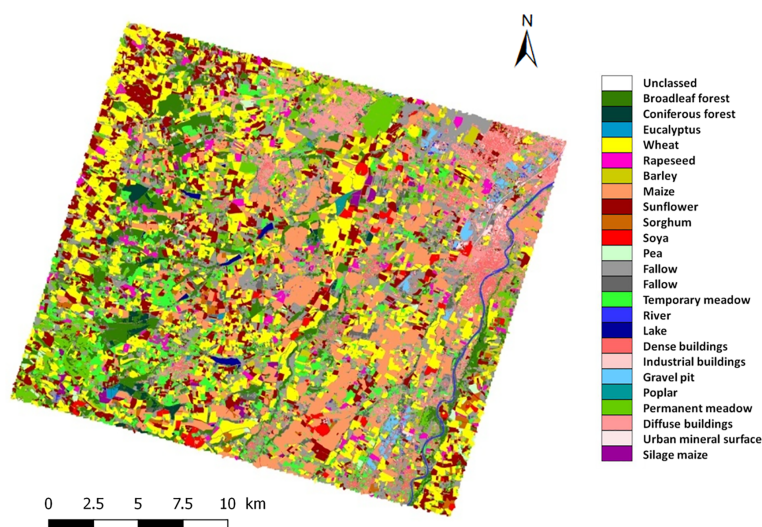 N
Unclassed
Broadleaf forest
Coniferous forest
Eucalyptus
Wheat
Rapeseed
Barley
Maize
Sunflower
Sorghum
Soya
Pea
Fallow
Fallow
Temporary meadow
River
Lake
Dense buildings
Industrial buildings
Gravel pit
Poplar
Permanent meadow
Diffuse buildings
Urban mineral surface
Silage maize
0 2.5 5 7.5 10 km